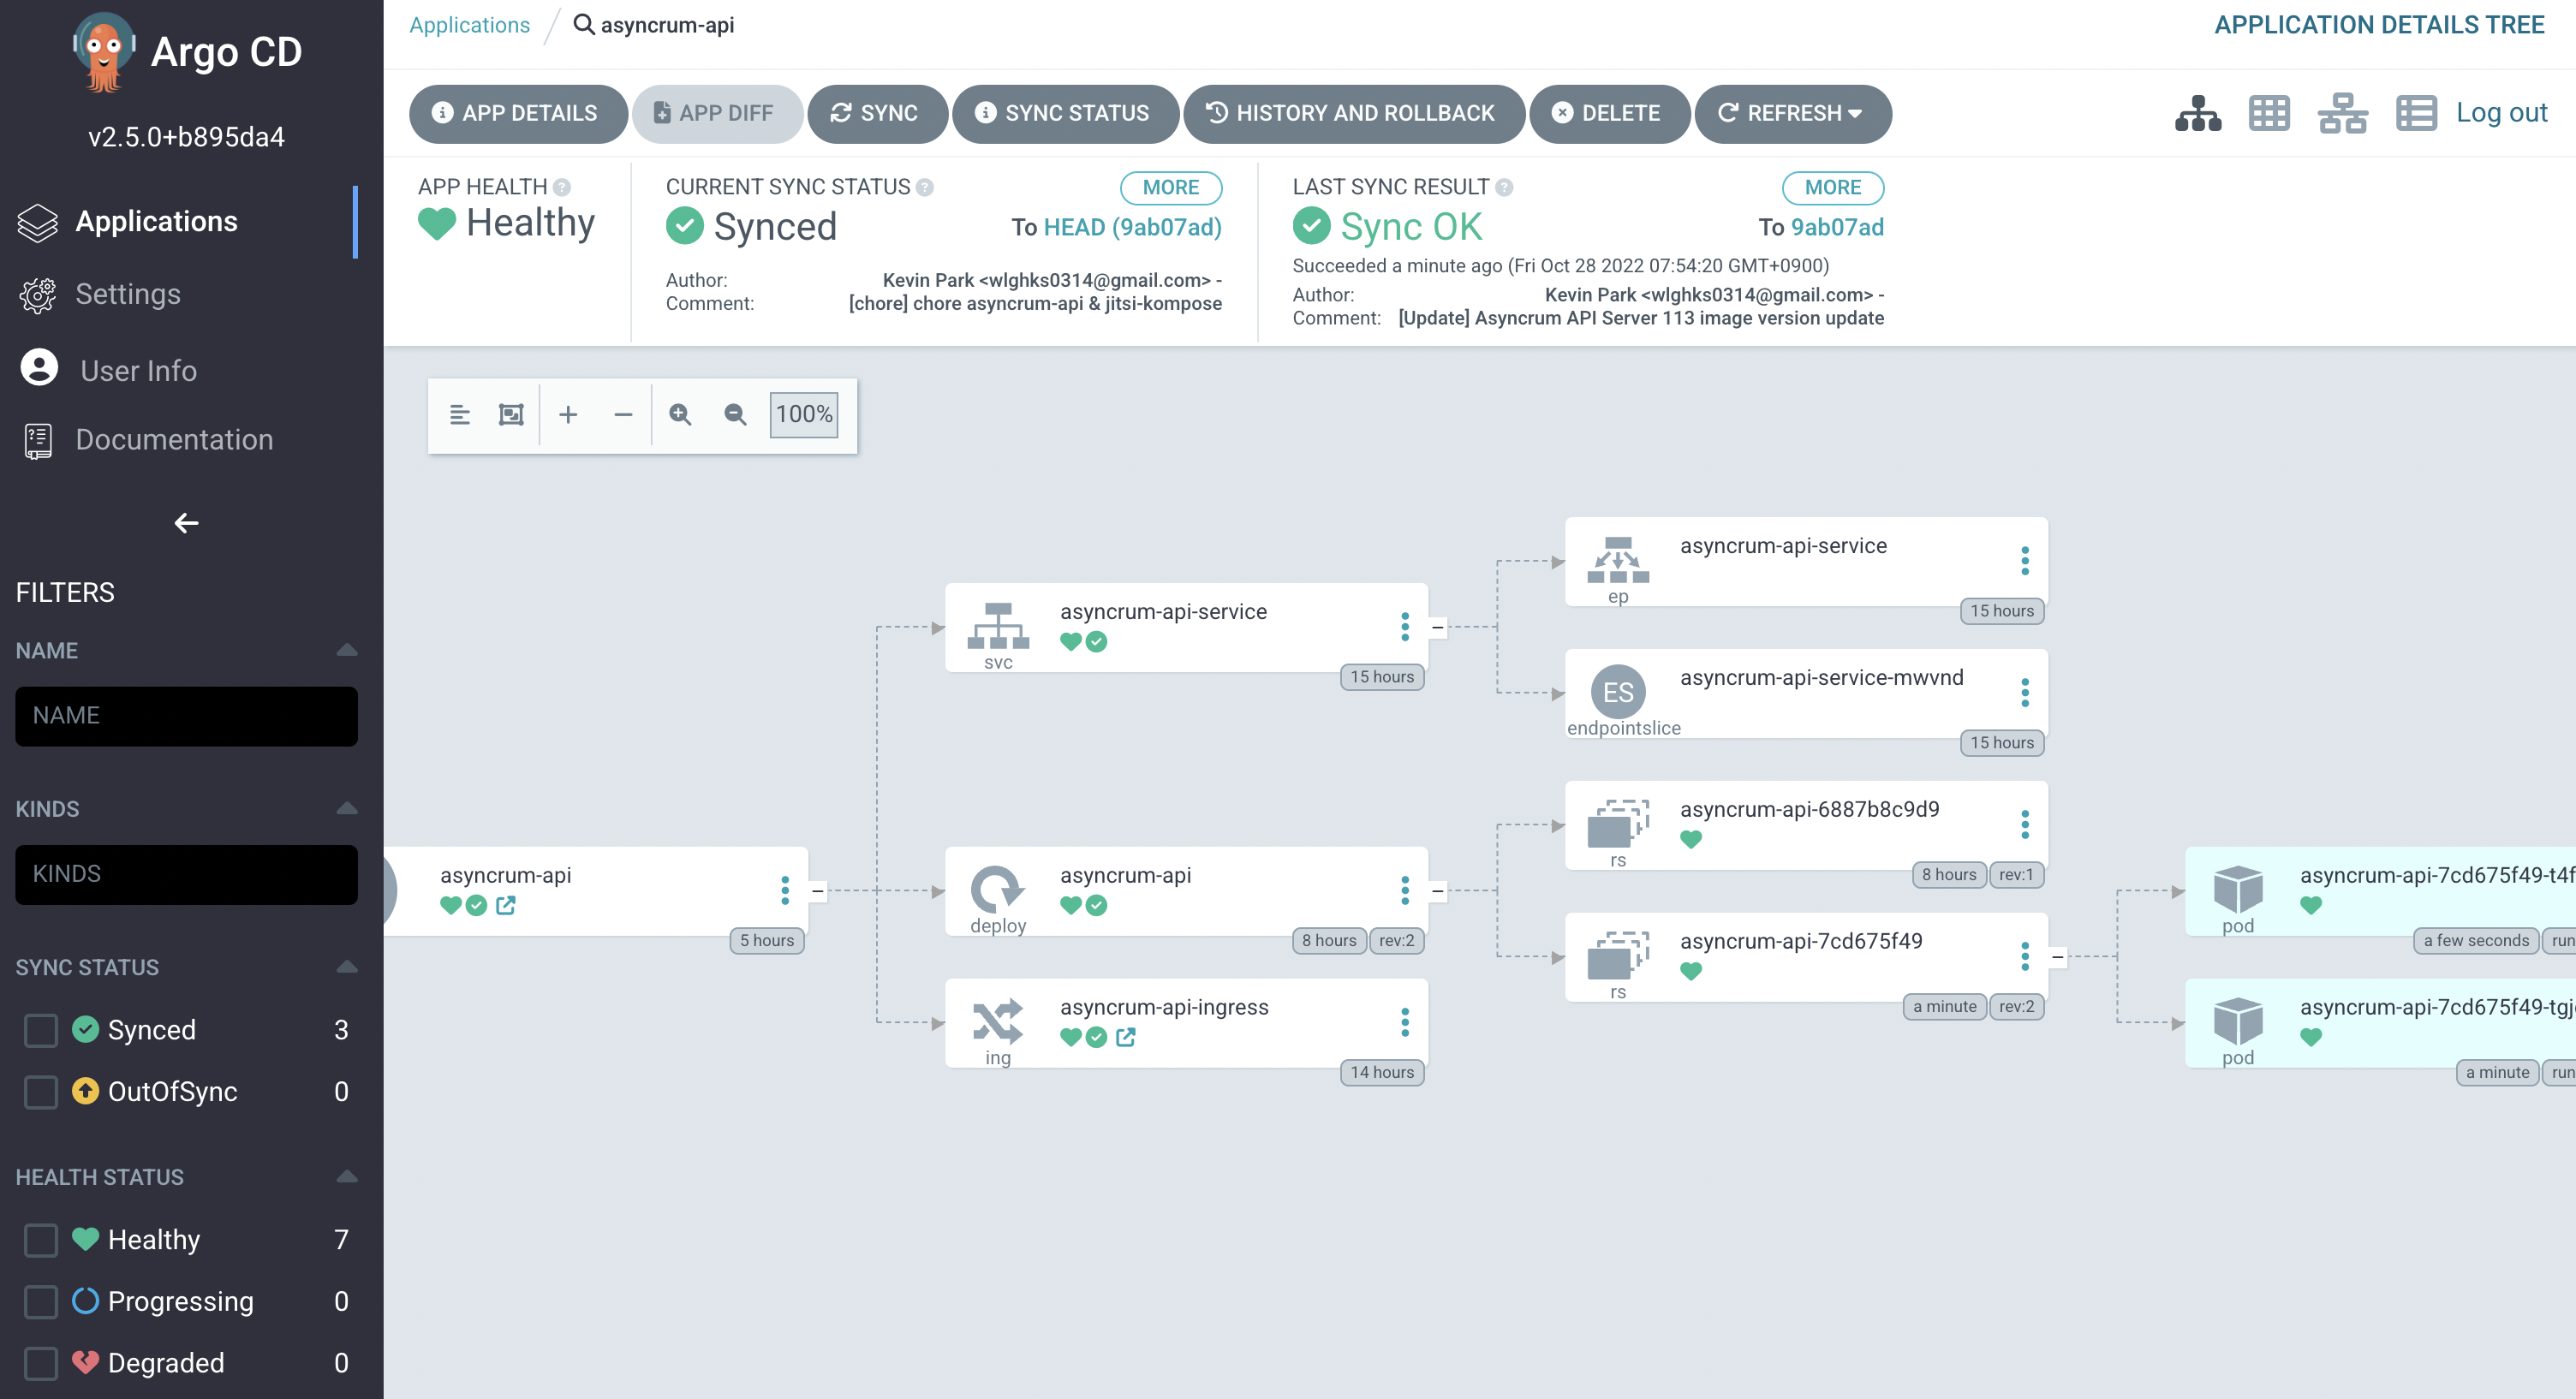 Argo CD
v2.5.0+b895da4
Applications
Settings
User Info
Documentation
FILTERS
NAME
NAME
KINDS
KINDS
SYNC STATUS
Synced 3
OutOfSync 0
HEALTH STATUS
Healthy 7
Progressing 0
Degraded 0
Applications / asyncrum-api
APPLICATION DETAILS TREE
APP DETAILS APP DIFF SYNC SYNC STATUS HISTORY AND ROLLBACK DELETE REFRESH
Log out
APP HEALTH ?
Healthy
CURRENT SYNC STATUS ? MORE
Synced To HEAD (9ab07ad)
Author: Kevin Park <wlghks0314@gmail.com> -
Comment: [chore] chore asyncrum-api & jitsi-kompose
LAST SYNC RESULT ? MORE
Sync OK To 9ab07ad
Succeeded a minute ago (Fri Oct 28 2022 07:54:20 GMT+0900)
Author: Kevin Park <wlghks0314@gmail.com> -
Comment: [Update] Asyncrum API Server 113 image version update
100%
asyncrum-api
5 hours
asyncrum-api-service
svc
15 hours
asyncrum-api
deploy
8 hours rev:2
asyncrum-api-ingress
ing
14 hours
asyncrum-api-service
ep
15 hours
ES
asyncrum-api-service-mwvnd
endpointslice
15 hours
asyncrum-api-6887b8c9d9
rs
8 hours rev:1
asyncrum-api-7cd675f49
rs
a minute rev:2
asyncrum-api-7cd675f49-t4f
pod
a few seconds run
asyncrum-api-7cd675f49-tgj
pod
a minute run